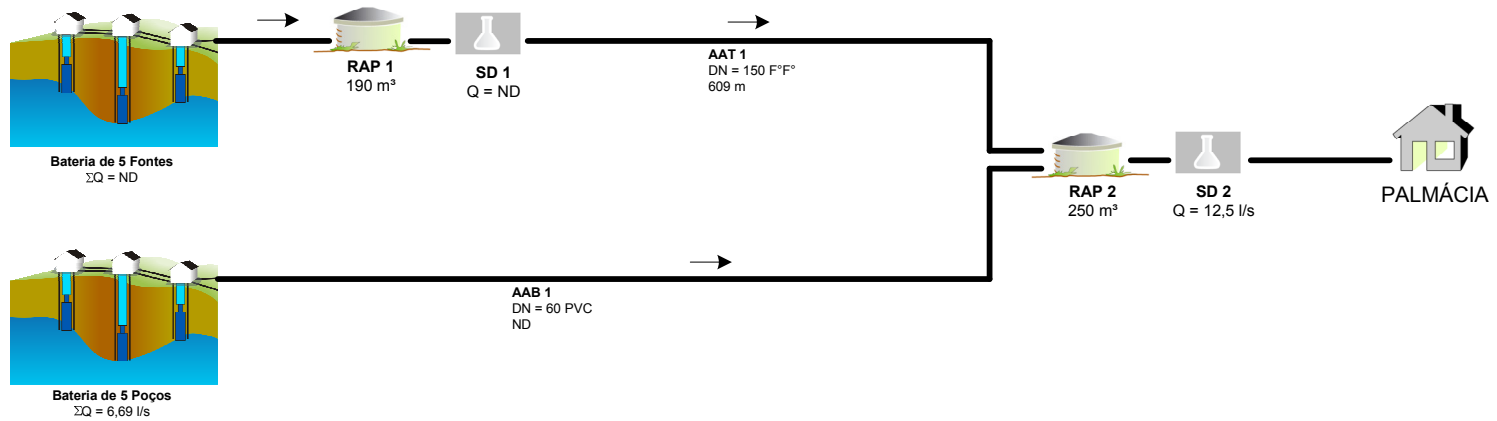 Bateria de 5 Fontes
ΣQ = ND
RAP 1
190 m³
SD 1
Q = ND
AAT 1
DN = 150 F°F°
609 m
RAP 2
250 m³
SD 2
Q = 12,5 l/s
PALMÁCIA
AAB 1
DN = 60 PVC
ND
Bateria de 5 Poços
ΣQ = 6,69 l/s